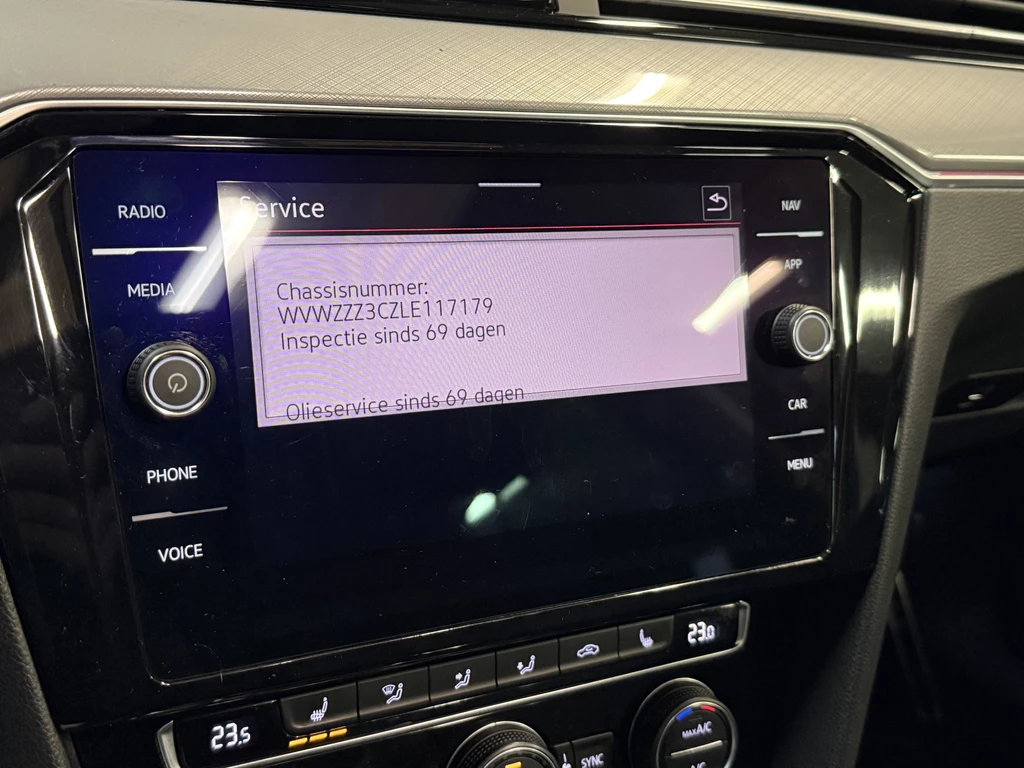 RADIO
MEDIA
PHONE
VOICE
Service
Chassisnummer:
WVWZZZ3CZLE117179
Inspectie sinds 69 dagen
Olieservice sinds 69 dagen
NAV
APP
CAR
MENU
23.5
23.0
SYNC
MAX A/C
A/C